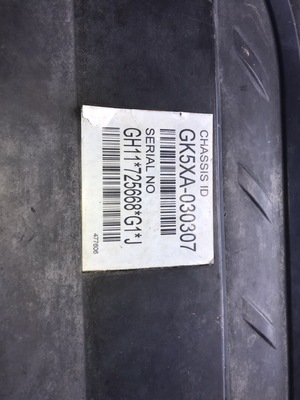 CHASSIS ID
GK5XA-030307
SERIAL NO
GH11*725668*G1*J
477606